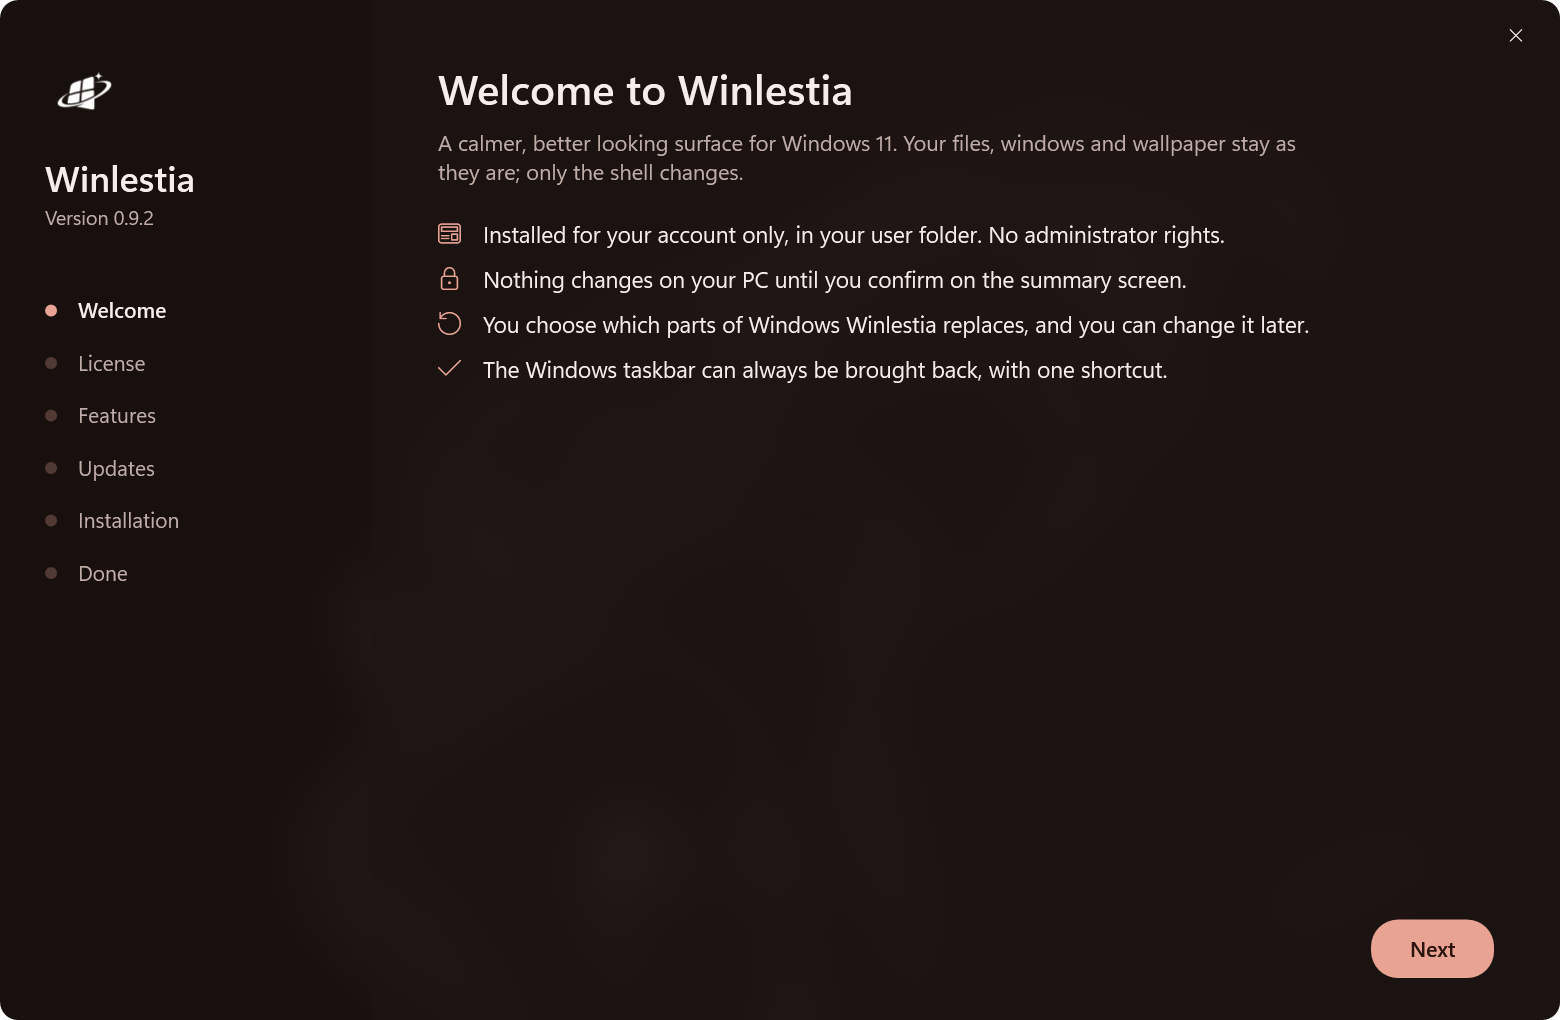 Winlestia
Version 0.9.2
Welcome
License
Features
Updates
Installation
Done
Welcome to Winlestia
A calmer, better looking surface for Windows 11. Your files, windows and wallpaper stay as
they are; only the shell changes.
Installed for your account only, in your user folder. No administrator rights.
Nothing changes on your PC until you confirm on the summary screen.
You choose which parts of Windows Winlestia replaces, and you can change it later.
The Windows taskbar can always be brought back, with one shortcut.
Next